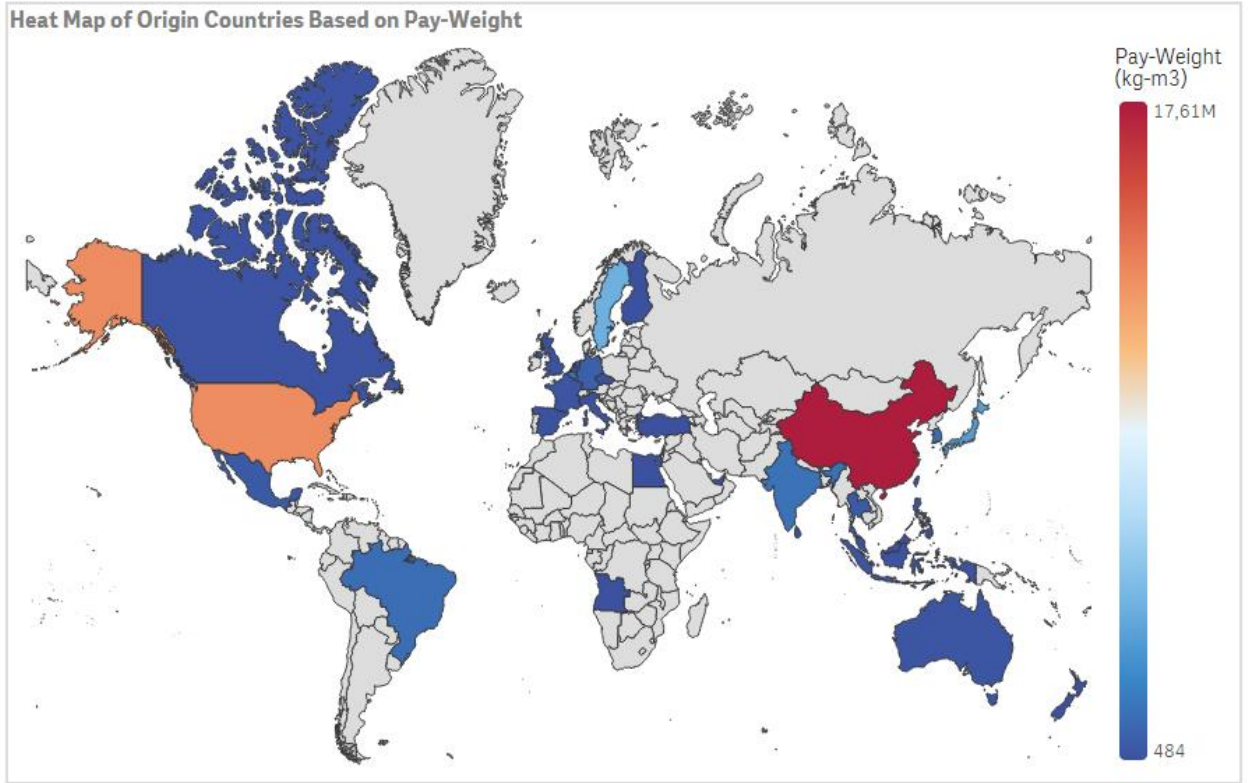 Heat Map of Origin Countries Based on Pay-Weight
Pay-Weight
(kg-m3)
17,61M
484